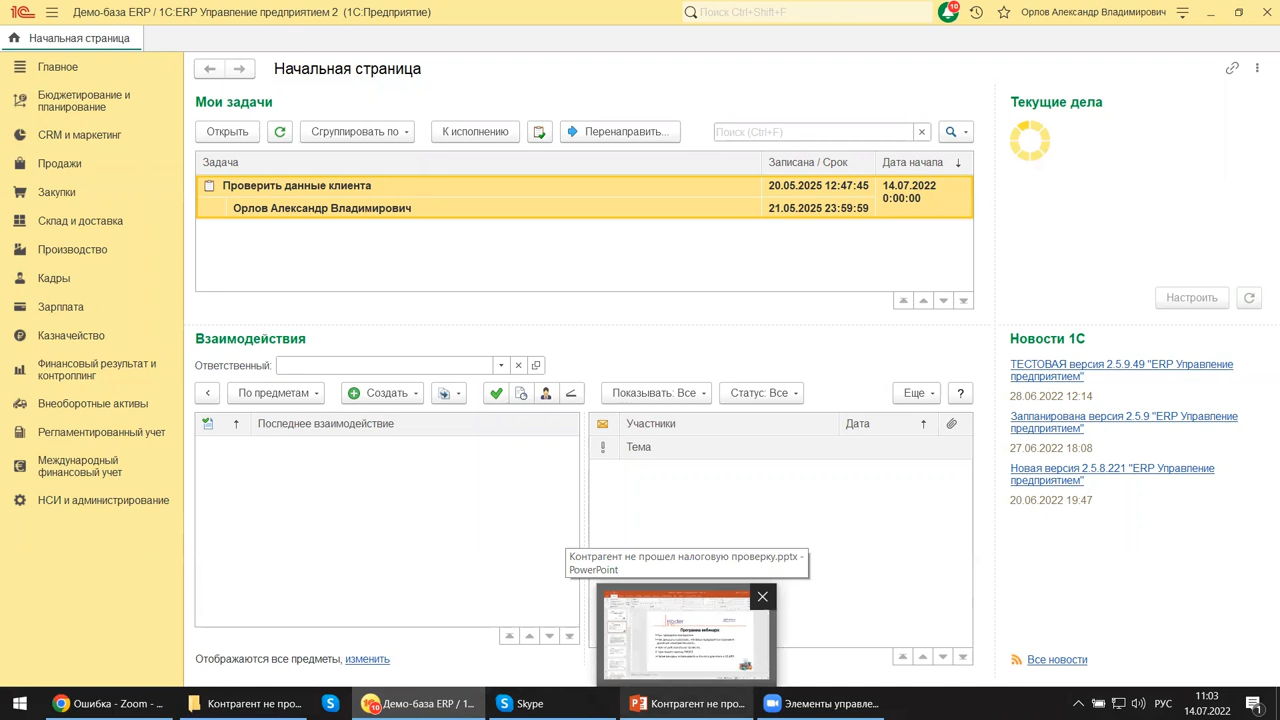 Демо-база ERP / 1С:ERP Управление предприятием 2 (1С:Предприятие)
Поиск Ctrl+Shift+F
10
Орлов Александр Владимирович
Начальная страница
Главное
Бюджетирование и
планирование
CRM и маркетинг
Продажи
Закупки
Склад и доставка
Производство
Кадры
Зарплата
Казначейство
Финансовый результат и
контроллинг
Внеоборотные активы
Регламентированный учет
Международный
финансовый учет
НСИ и администрирование
Начальная страница
Мои задачи
Открыть
Сгруппировать по
К исполнению
Перенаправить...
Поиск (Ctrl+F)
Задача
Записана / Срок
Дата начала
Проверить данные клиента
20.05.2025 12:47:45
14.07.2022
0:00:00
Орлов Александр Владимирович
21.05.2025 23:59:59
Взаимодействия
Ответственный:
По предметам
Создать
Показывать: Все
Статус: Все
Еще
?
Последнее взаимодействие
Участники
Дата
Тема
Отображаются все предметы, изменить
Текущие дела
Настроить
Новости 1С
ТЕСТОВАЯ версия 2.5.9.49 "ERP Управление
предприятием"
28.06.2022 12:14
Запланирована версия 2.5.9 "ERP Управление
предприятием"
27.06.2022 18:08
Новая версия 2.5.8.221 "ERP Управление
предприятием"
20.06.2022 19:47
Все новости
Контрагент не прошел налоговую проверку.pptx -
PowerPoint
Программа вебинара:
Ошибка - Zoom - ...
Контрагент не про...
Демо-база ERP / 1...
10
Skype
Контрагент не про...
Элементы управле...
РУС
11:03
14.07.2022
1